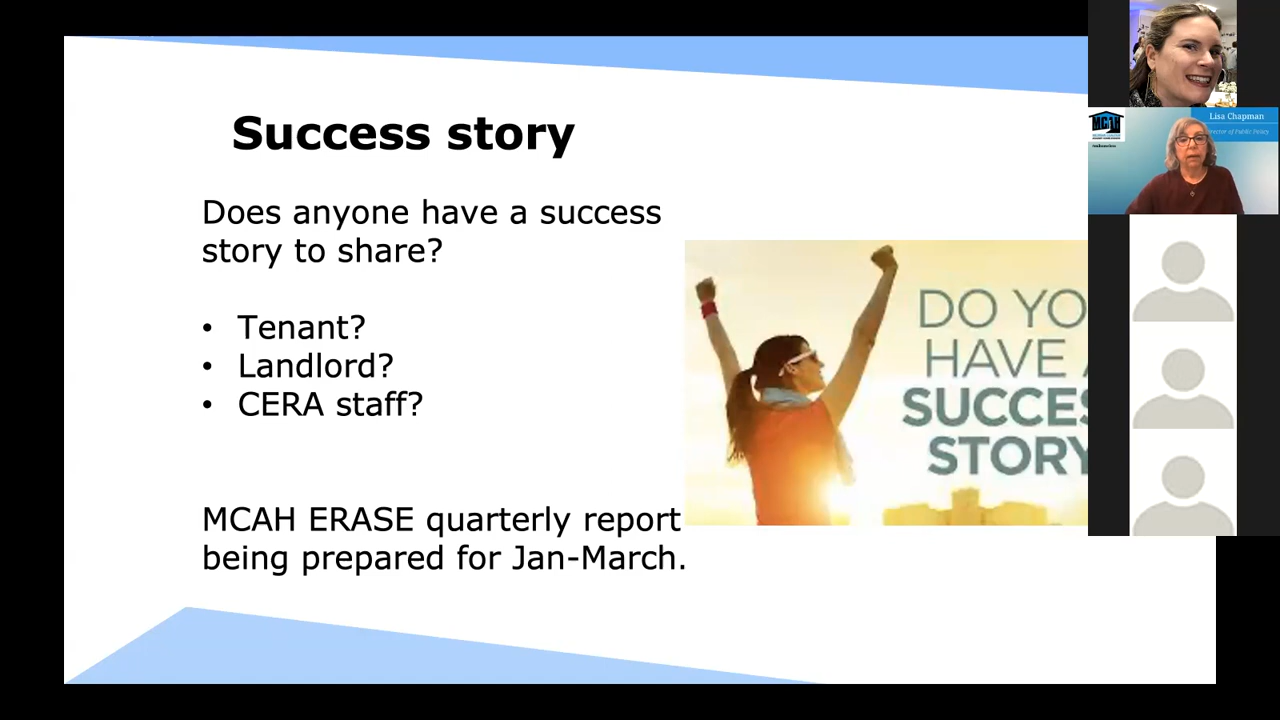 Success story
Does anyone have a success
story to share?
• Tenant?
• Landlord?
• CERA staff?
MCAH ERASE quarterly report
being prepared for Jan-March.
DO YO
HAVE
SUCCES
STORY
MCAH
Lisa Chapman
Director of Public Policy